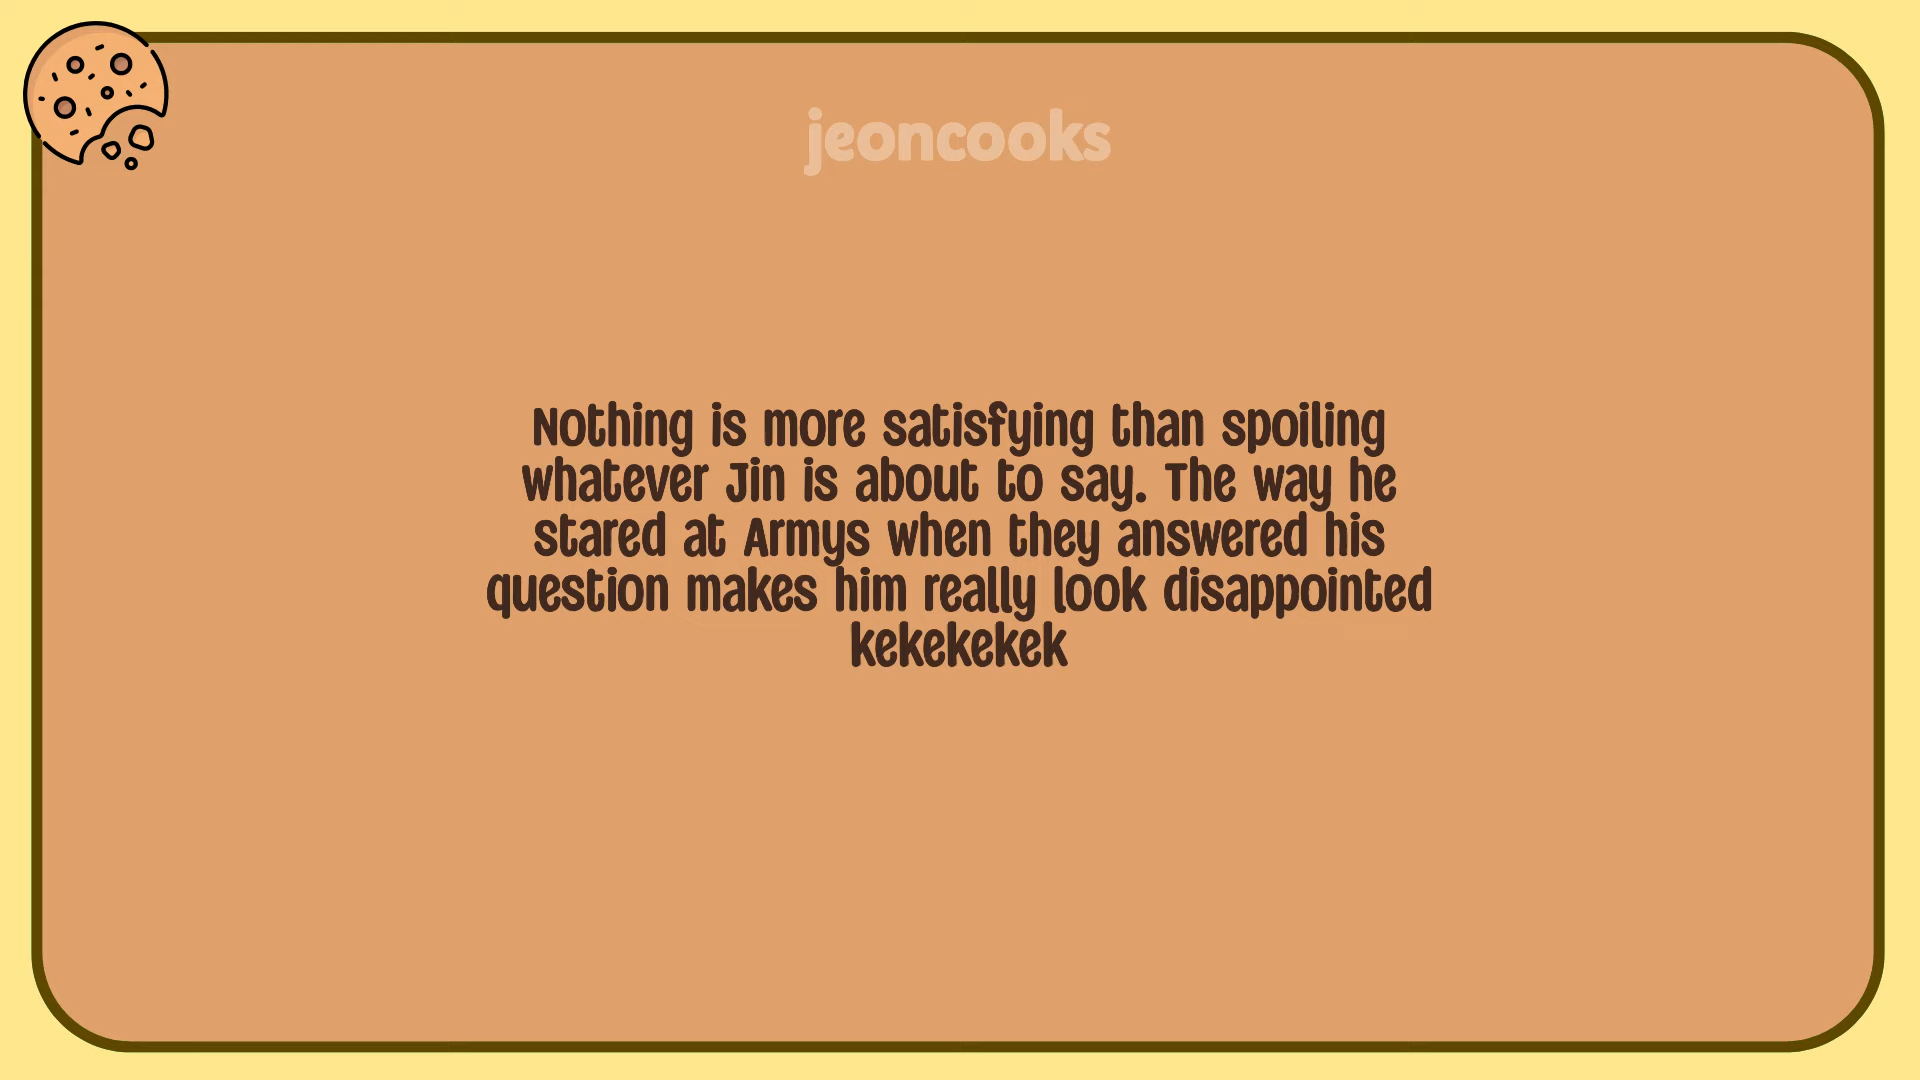 jeoncooks
Nothing is more satisfying than spoiling
whatever Jin is about to say. The way he
stared at Armys when they answered his
question makes him really look disappointed
kekekekek